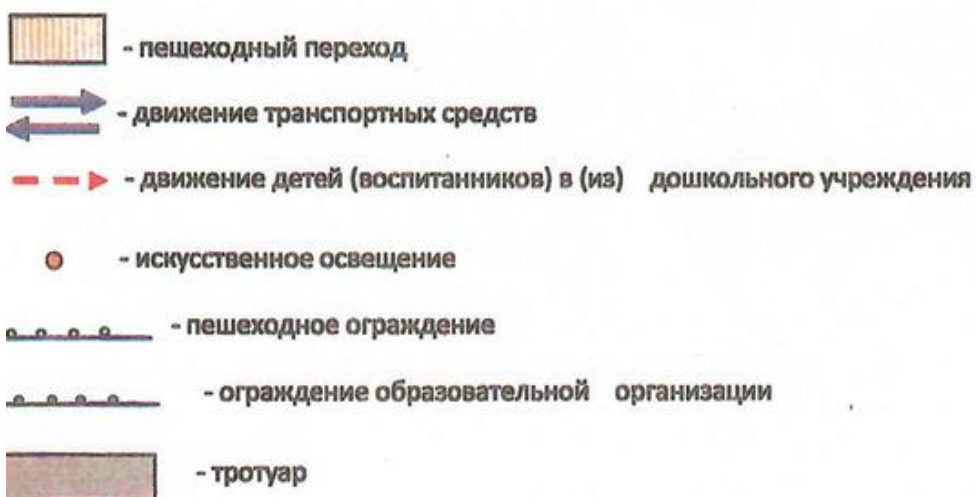 - пешеходный переход
- движение транспортных средств
- движение детей (воспитанников) в (из) дошкольного учреждения
- искусственное освещение
- пешеходное ограждение
- ограждение образовательной организации
- тротуар